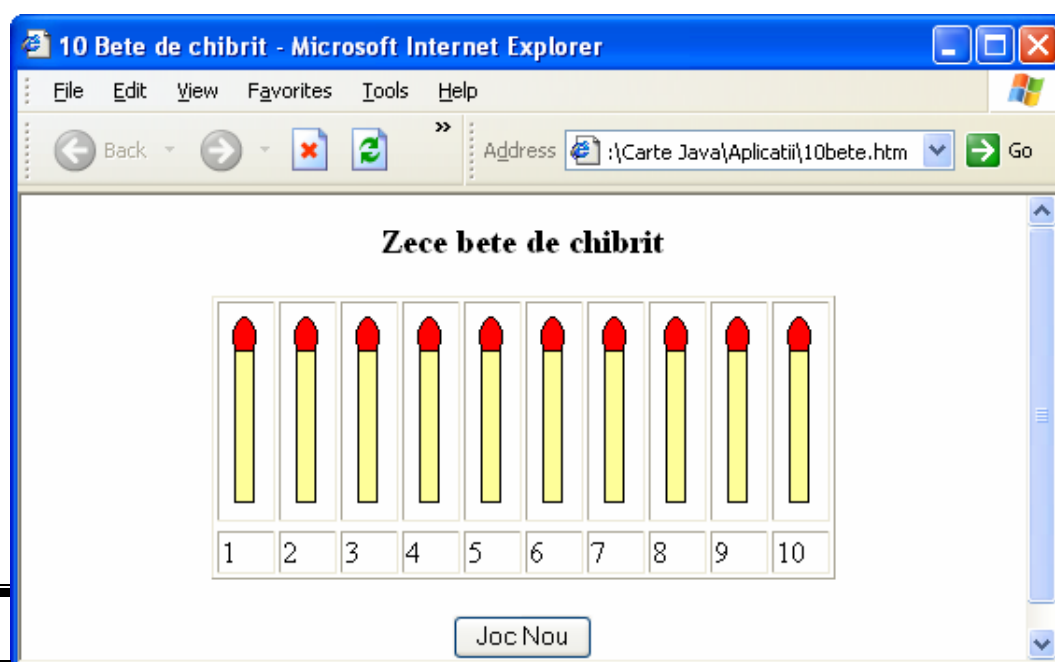 10 Bete de chibrit - Microsoft Internet Explorer
File Edit View Favorites Tools Help
Back » Address :\Carte Java\Aplicatii\10bete.htm Go
Zece bete de chibrit
1 2 3 4 5 6 7 8 9 10
Joc Nou